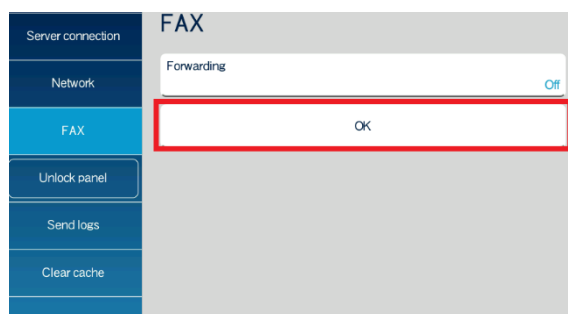 Server connection
Network
FAX
Unlock panel
Send logs
Clear cache
FAX
Forwarding
Off
OK